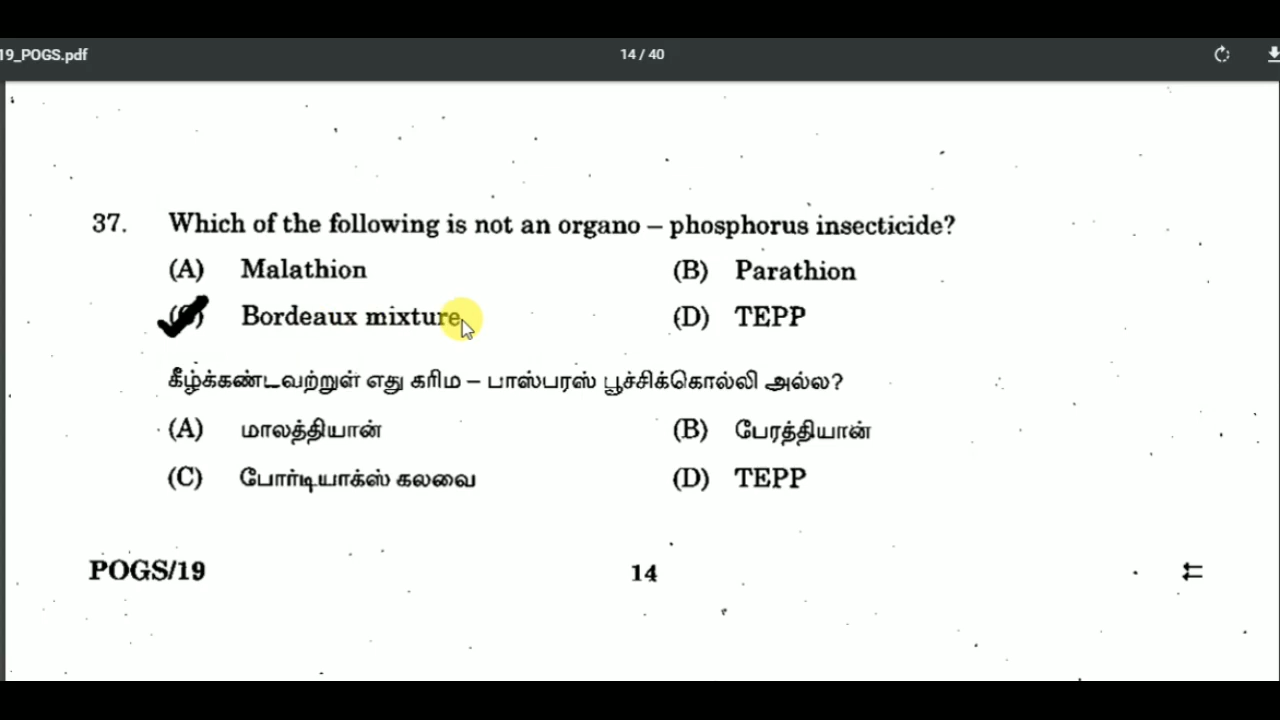 19_POGS.pdf 14 / 40
37. Which of the following is not an organo – phosphorus insecticide?
(A) Malathion (B) Parathion
(C) Bordeaux mixture (D) TEPP
கீழ்க்கண்டவற்றுள் எது கரிம – பாஸ்பரஸ் பூச்சிக்கொல்லி அல்ல?
(A) மாலத்தியான் (B) பேரத்தியான்
(C) போர்டியாக்ஸ் கலவை (D) TEPP
POGS/19 14